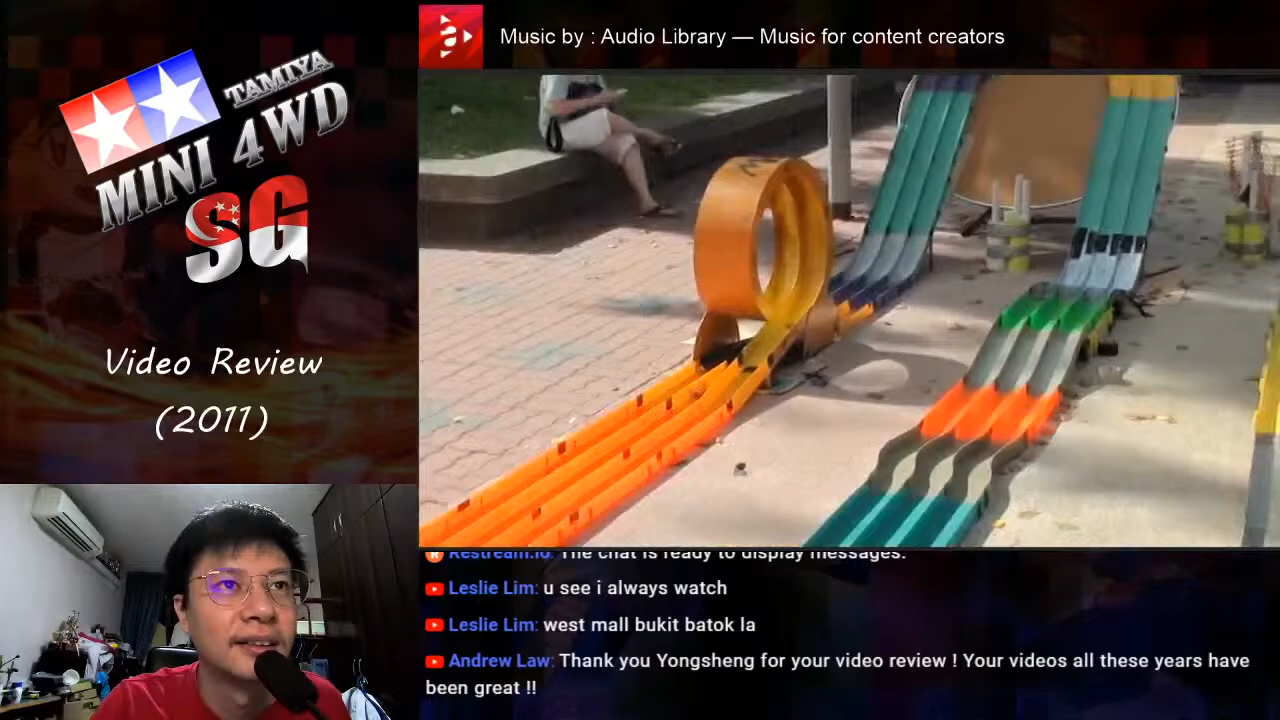 Music by : Audio Library — Music for content creators
TAMIYA
MINI 4WD
SG
Video Review
(2011)
Restream.io: The chat is ready to display messages.
Leslie Lim: u see i always watch
Leslie Lim: west mall bukit batok la
Andrew Law: Thank you Yongsheng for your video review ! Your videos all these years have
been great !!